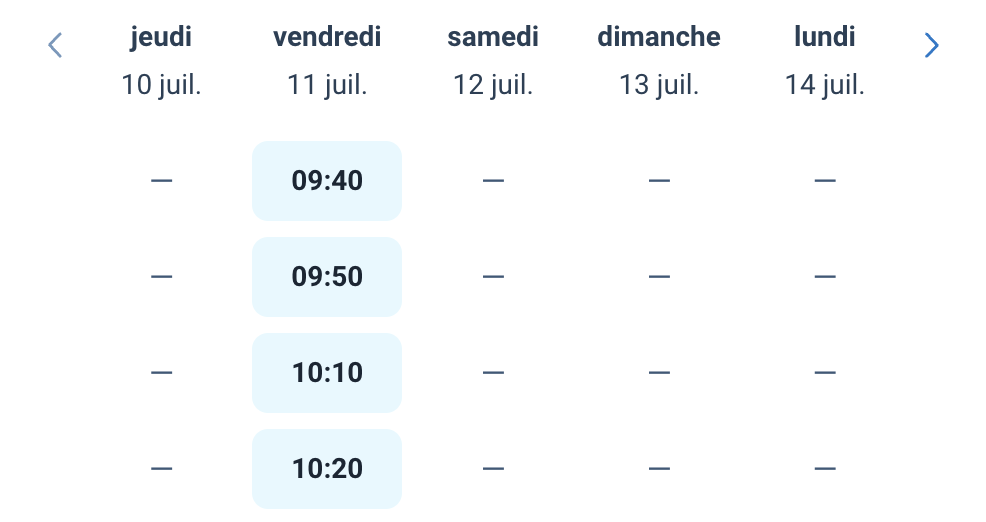 jeudi vendredi samedi dimanche lundi
10 juil. 11 juil. 12 juil. 13 juil. 14 juil.
— 09:40 — — —
— 09:50 — — —
— 10:10 — — —
— 10:20 — — —